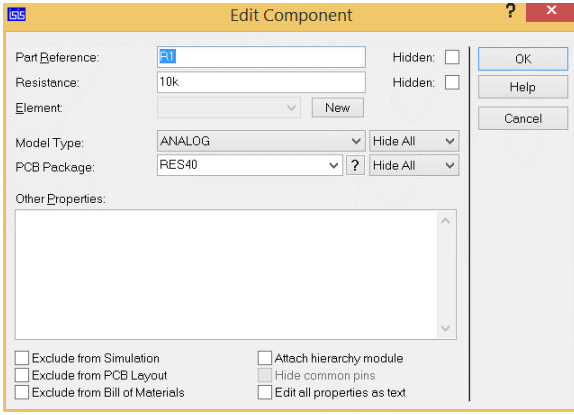 isis Edit Component ? x
Part Reference: R1 Hidden: OK
Resistance: 10k Hidden: Help
Element: New Cancel
Model Type: ANALOG Hide All
PCB Package: RES40 ? Hide All
Other Properties:
Exclude from Simulation Attach hierarchy module
Exclude from PCB Layout Hide common pins
Exclude from Bill of Materials Edit all properties as text